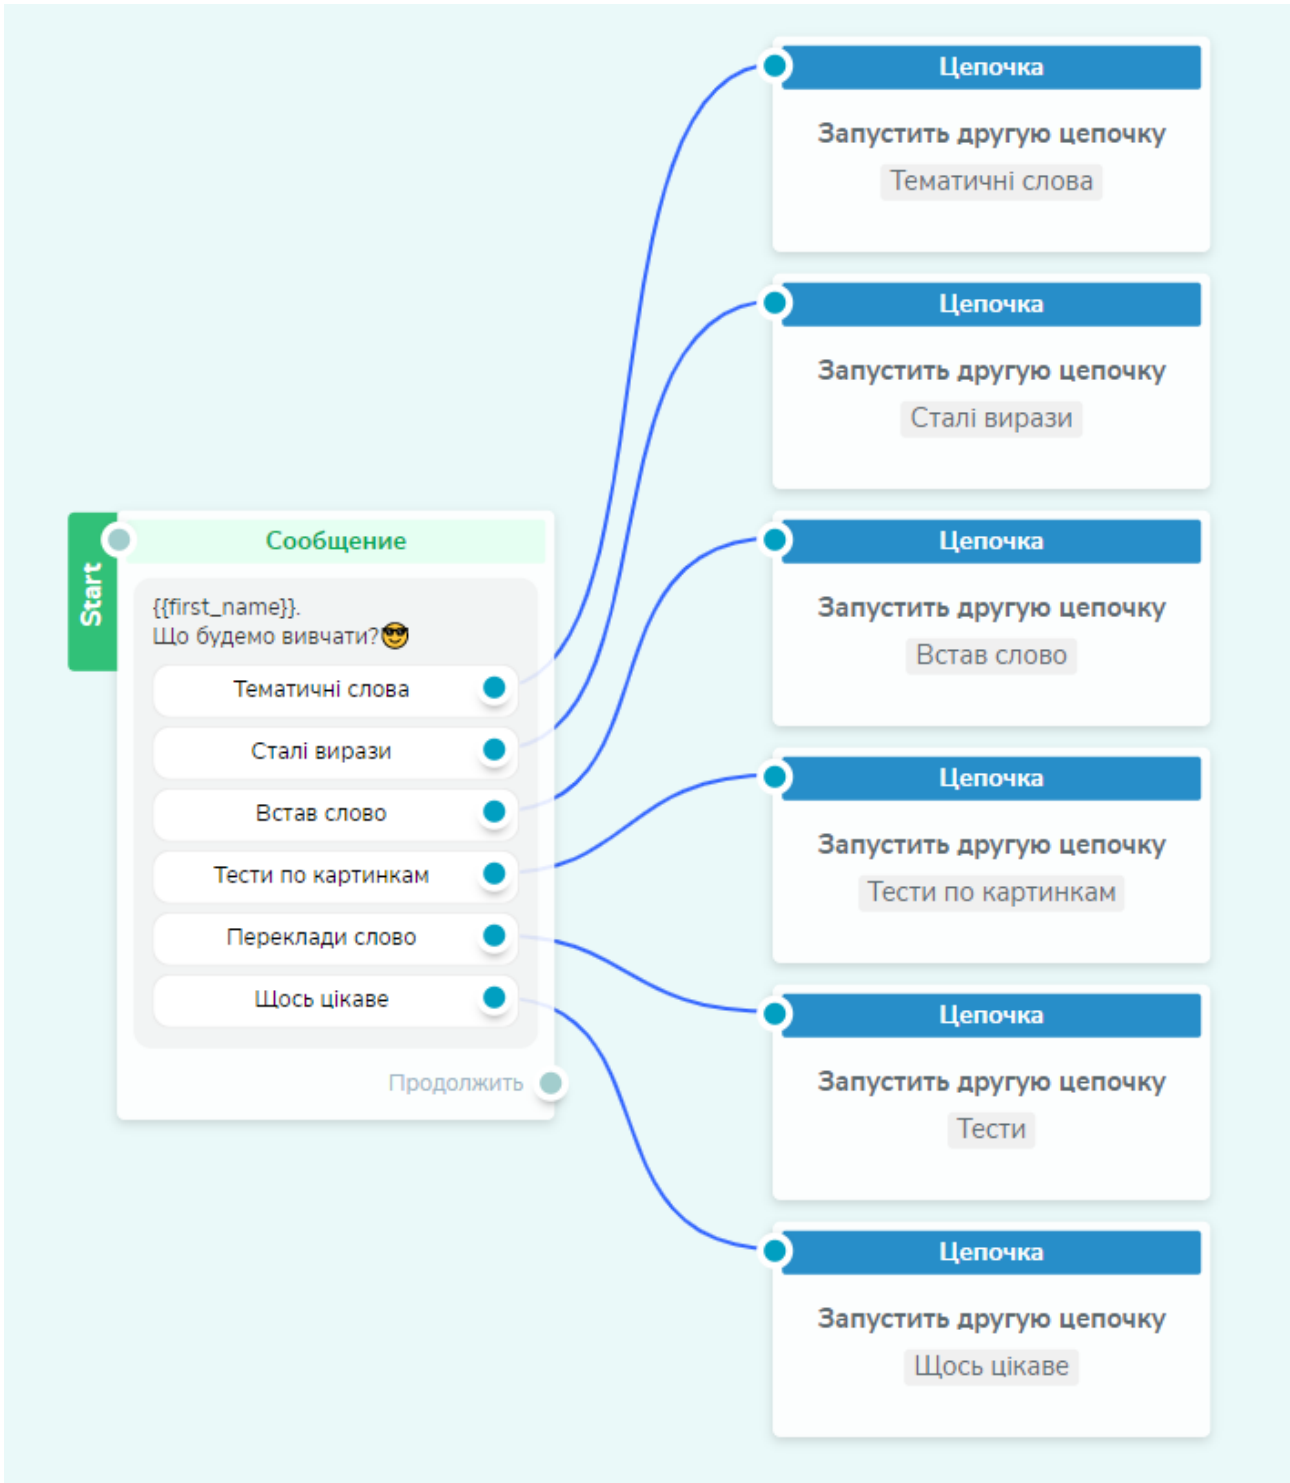 Start
Сообщение
{{first_name}}.
Що будемо вивчати?😎
Тематичні слова
Сталі вирази
Встав слово
Тести по картинкам
Переклади слово
Щось цікаве
Продолжить
Цепочка
Запустить другую цепочку
Тематичні слова
Цепочка
Запустить другую цепочку
Сталі вирази
Цепочка
Запустить другую цепочку
Встав слово
Цепочка
Запустить другую цепочку
Тести по картинкам
Цепочка
Запустить другую цепочку
Тести
Цепочка
Запустить другую цепочку
Щось цікаве